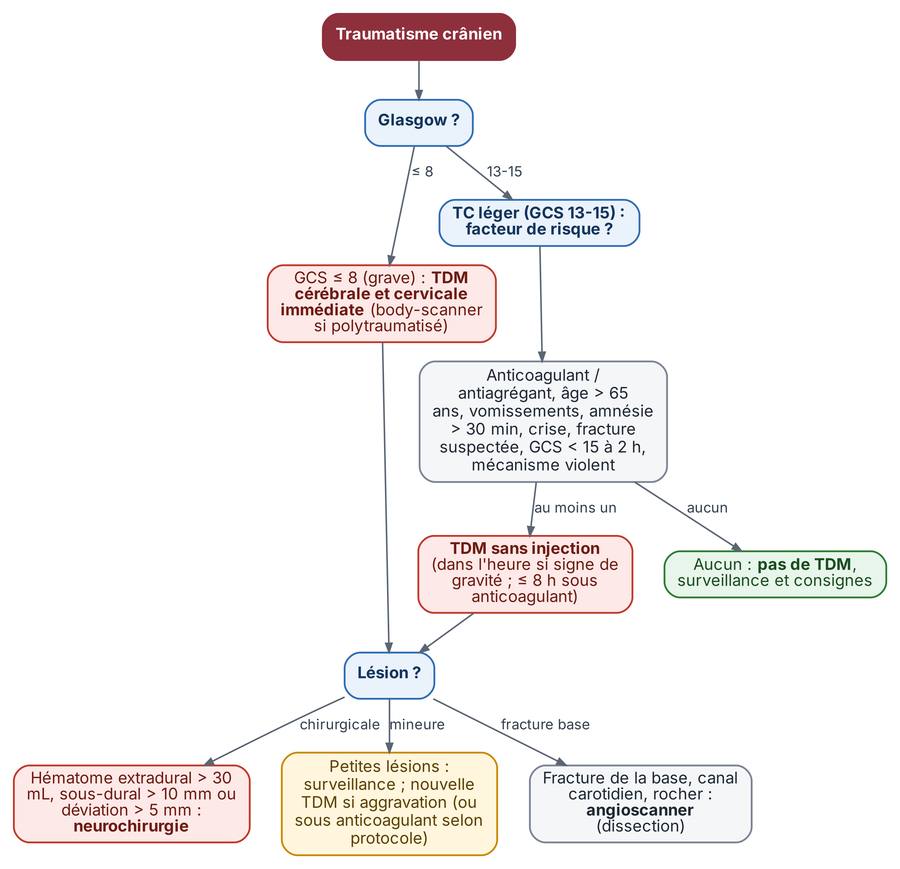 Traumatisme crânien
Glasgow ?
≤ 8
13-15
TC léger (GCS 13-15) :
facteur de risque ?
GCS ≤ 8 (grave) : TDM
cérébrale et cervicale
immédiate (body-scanner
si polytraumatisé)
Anticoagulant /
antiagrégant, âge > 65
ans, vomissements, amnésie
> 30 min, crise, fracture
suspectée, GCS < 15 à 2 h,
mécanisme violent
au moins un
aucun
TDM sans injection
(dans l'heure si signe de
gravité ; ≤ 8 h sous
anticoagulant)
Aucun : pas de TDM,
surveillance et consignes
Lésion ?
chirurgicale
mineure
fracture base
Hématome extradural > 30
mL, sous-dural > 10 mm ou
déviation > 5 mm :
neurochirurgie
Petites lésions :
surveillance ; nouvelle
TDM si aggravation (ou
sous anticoagulant selon
protocole)
Fracture de la base, canal
carotidien, rocher :
angioscanner
(dissection)